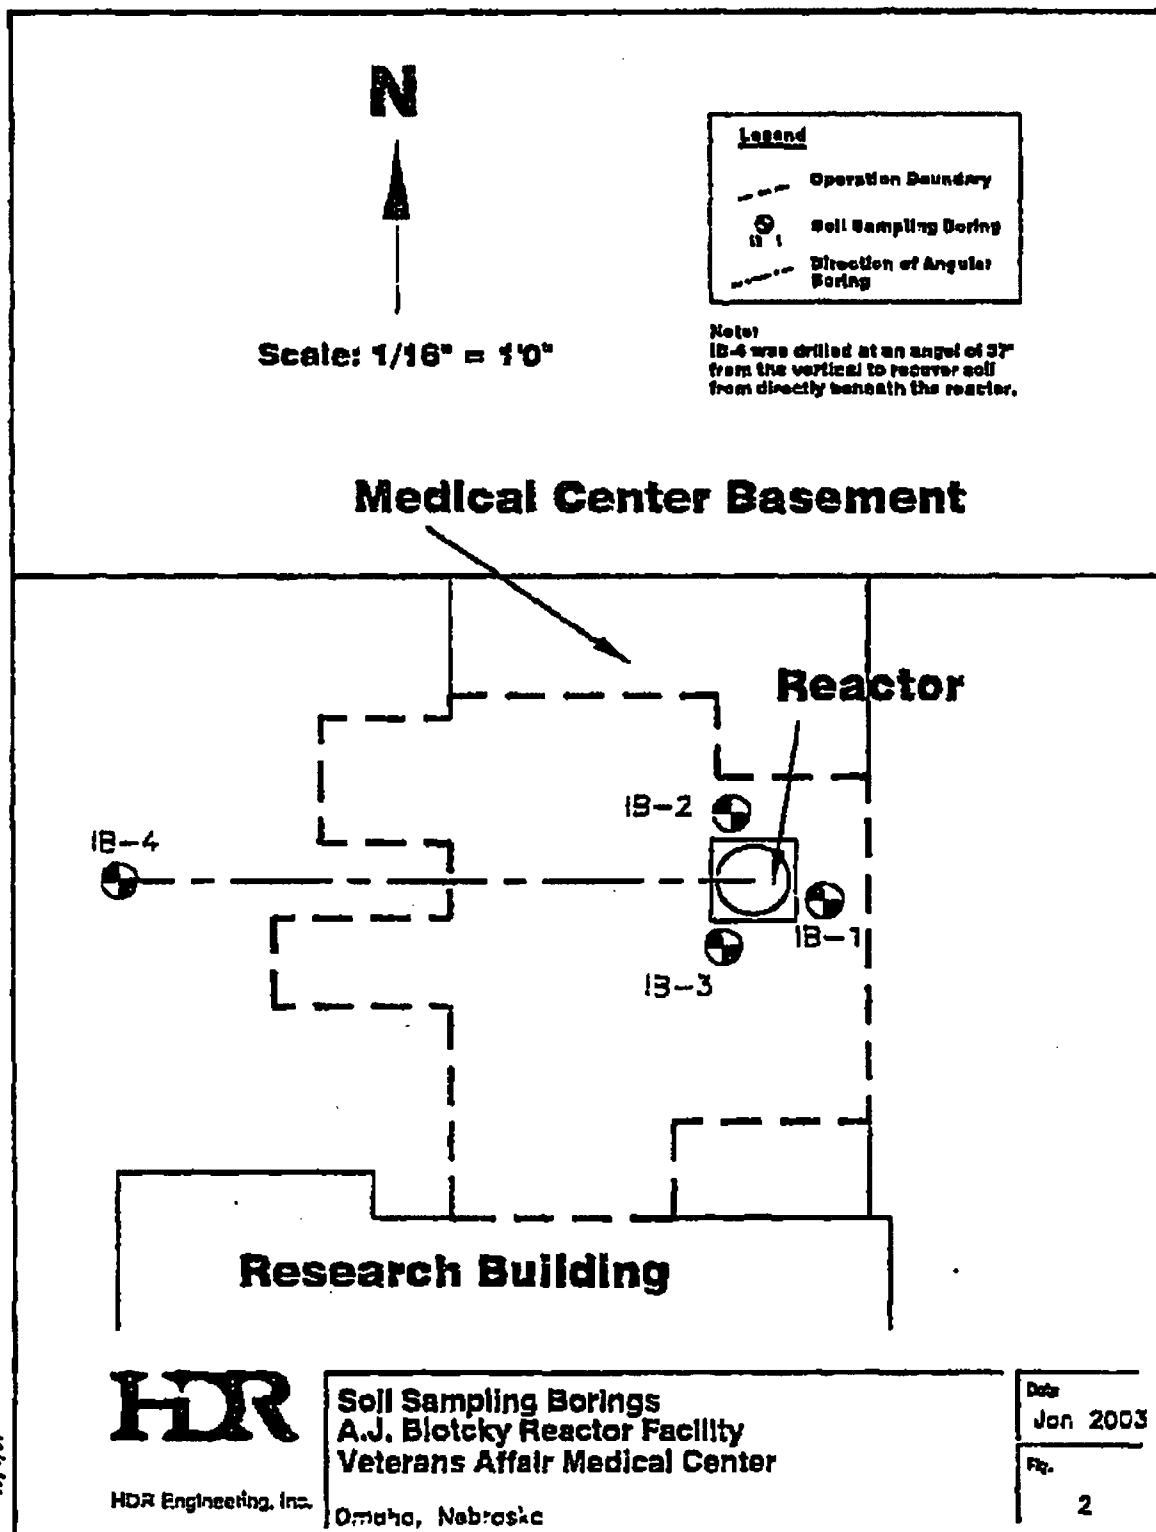 N
Scale: 1/16" = 1'0"
Legend
Operation Boundary
Soil Sampling Boring
IB-1
Direction of Angular
Boring
Note:
IB-4 was drilled at an angel of 37°
from the vertical to recover soil
from directly beneath the reactor.
Medical Center Basement
Reactor
IB-2
IB-4
IB-1
IB-3
Research Building
HDR
HDR Engineering, Inc.
Soil Sampling Borings
A.J. Blotcky Reactor Facility
Veterans Affair Medical Center
Omaha, Nebraska
Date
Jan 2003
Fig.
2